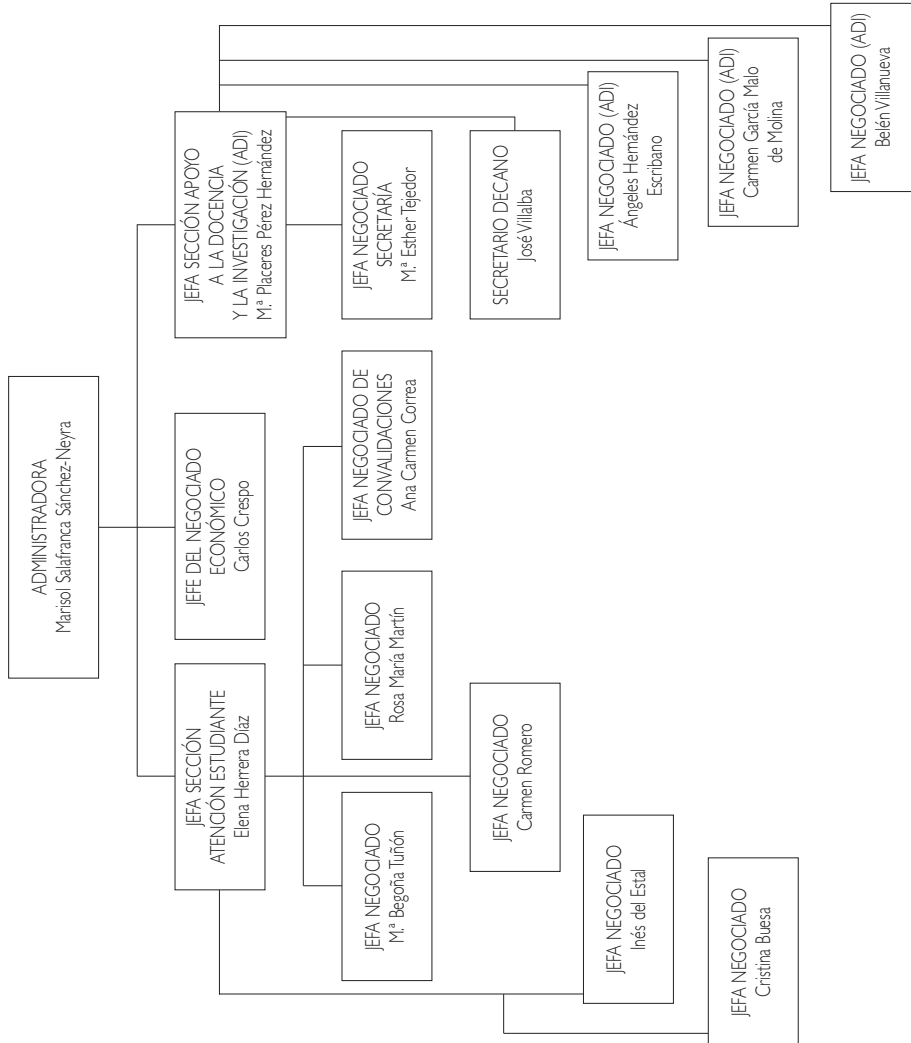 ADMINISTRADORA
Marisol Salafranca Sánchez-Neyra
JEFA SECCIÓN
ATENCIÓN ESTUDIANTE
Elena Herrera Díaz
JEFE DEL NEGOCIADO
ECONÓMICO
Carlos Crespo
JEFA SECCIÓN APOYO
A LA DOCENCIA
Y LA INVESTIGACIÓN (ADI)
M.ª Placeres Pérez Hernández
JEFA NEGOCIADO
M.ª Begoña Tuñón
JEFA NEGOCIADO
Rosa María Martín
JEFA NEGOCIADO DE
CONVALIDACIONES
Ana Carmen Correa
JEFA NEGOCIADO
SECRETARÍA
M.ª Esther Tejedor
JEFA NEGOCIADO
Carmen Romero
SECRETARIO DECANO
José Villalba
JEFA NEGOCIADO
Inés del Estal
JEFA NEGOCIADO (ADI)
Ángeles Hernández
Escribano
JEFA NEGOCIADO
Cristina Buesa
JEFA NEGOCIADO (ADI)
Carmen García Malo
de Molina
JEFA NEGOCIADO (ADI)
Belén Villanueva